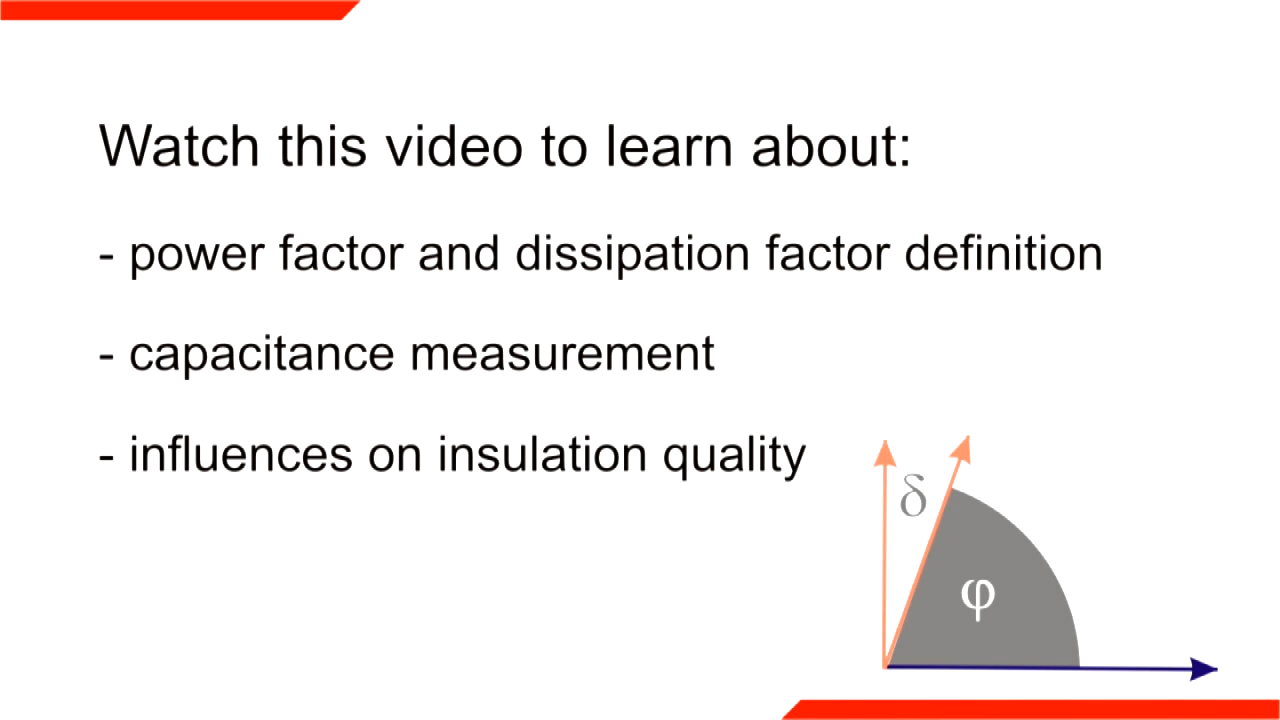 Watch this video to learn about:
- power factor and dissipation factor definition
- capacitance measurement
- influences on insulation quality
δ
φ